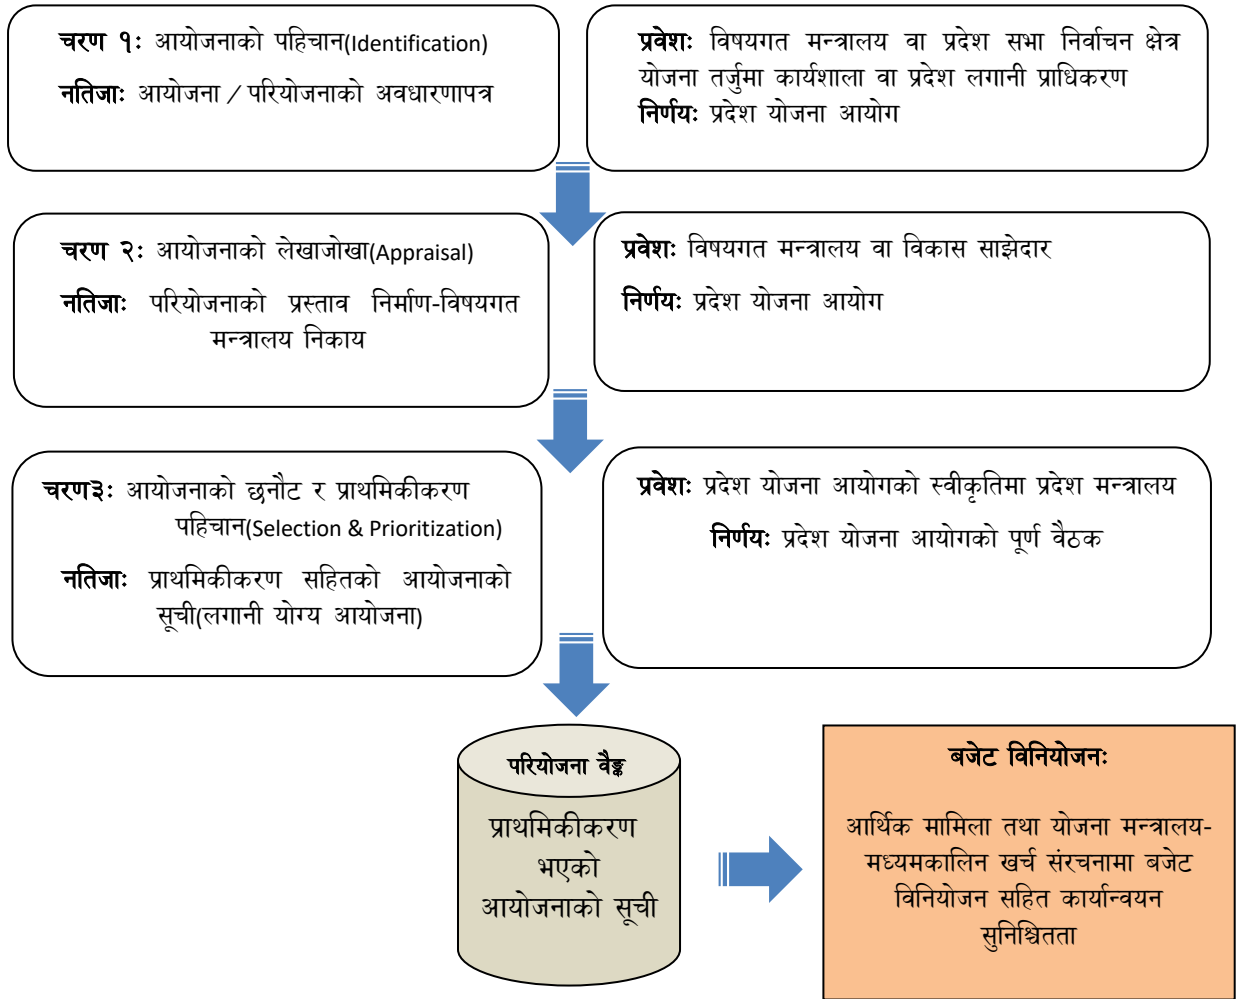 चरण १: आयोजनाको पहिचान(Identification)
नतिजाः आयोजना / परियोजनाको अवधारणापत्र
प्रवेशः विषयगत मन्त्रालय वा प्रदेश सभा निर्वाचन क्षेत्र
योजना तर्जुमा कार्यशाला वा प्रदेश लगानी प्राधिकरण
निर्णयः प्रदेश योजना आयोग
चरण २: आयोजनाको लेखाजोखा(Appraisal)
नतिजाः परियोजनाको प्रस्ताव निर्माण-विषयगत
मन्त्रालय निकाय
प्रवेशः विषयगत मन्त्रालय वा विकास साझेदार
निर्णयः प्रदेश योजना आयोग
चरण३: आयोजनाको छनौट र प्राथमिकीकरण
पहिचान(Selection & Prioritization)
नतिजाः प्राथमिकीकरण सहितको आयोजनाको
सूची(लगानी योग्य आयोजना)
प्रवेशः प्रदेश योजना आयोगको स्वीकृतिमा प्रदेश मन्त्रालय
निर्णयः प्रदेश योजना आयोगको पूर्ण वैठक
परियोजना वैङ्क
प्राथमिकीकरण
भएको
आयोजनाको सूची
बजेट विनियोजनः
आर्थिक मामिला तथा योजना मन्त्रालय-
मध्यमकालिन खर्च संरचनामा बजेट
विनियोजन सहित कार्यान्वयन
सुनिश्चितता